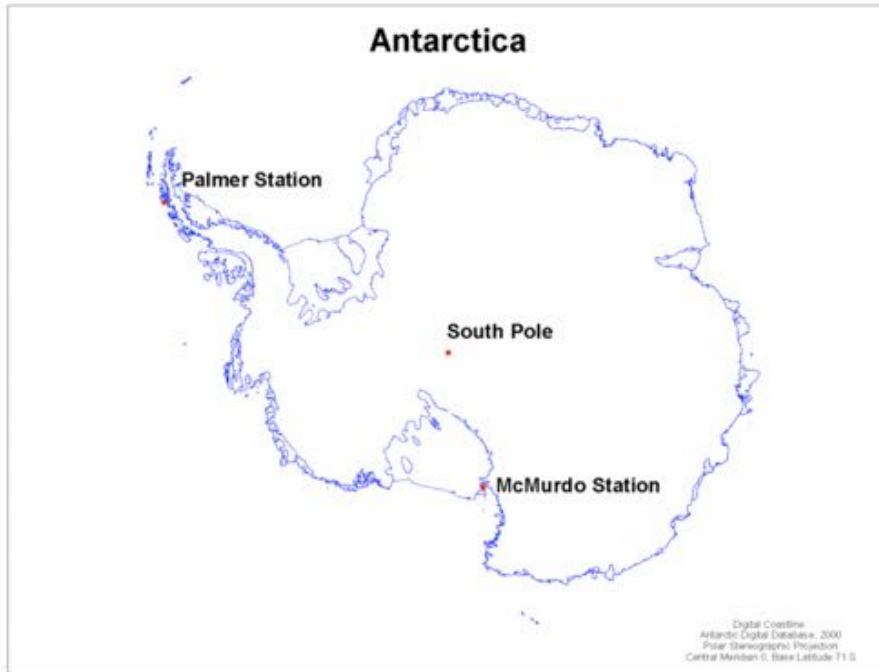 Antarctica
Palmer Station
South Pole
McMurdo Station
Digital Coastline
Antarctic Digital Database, 2000
Polar Stereographic Projection
Central Meridian 0, Base Latitude 71 S